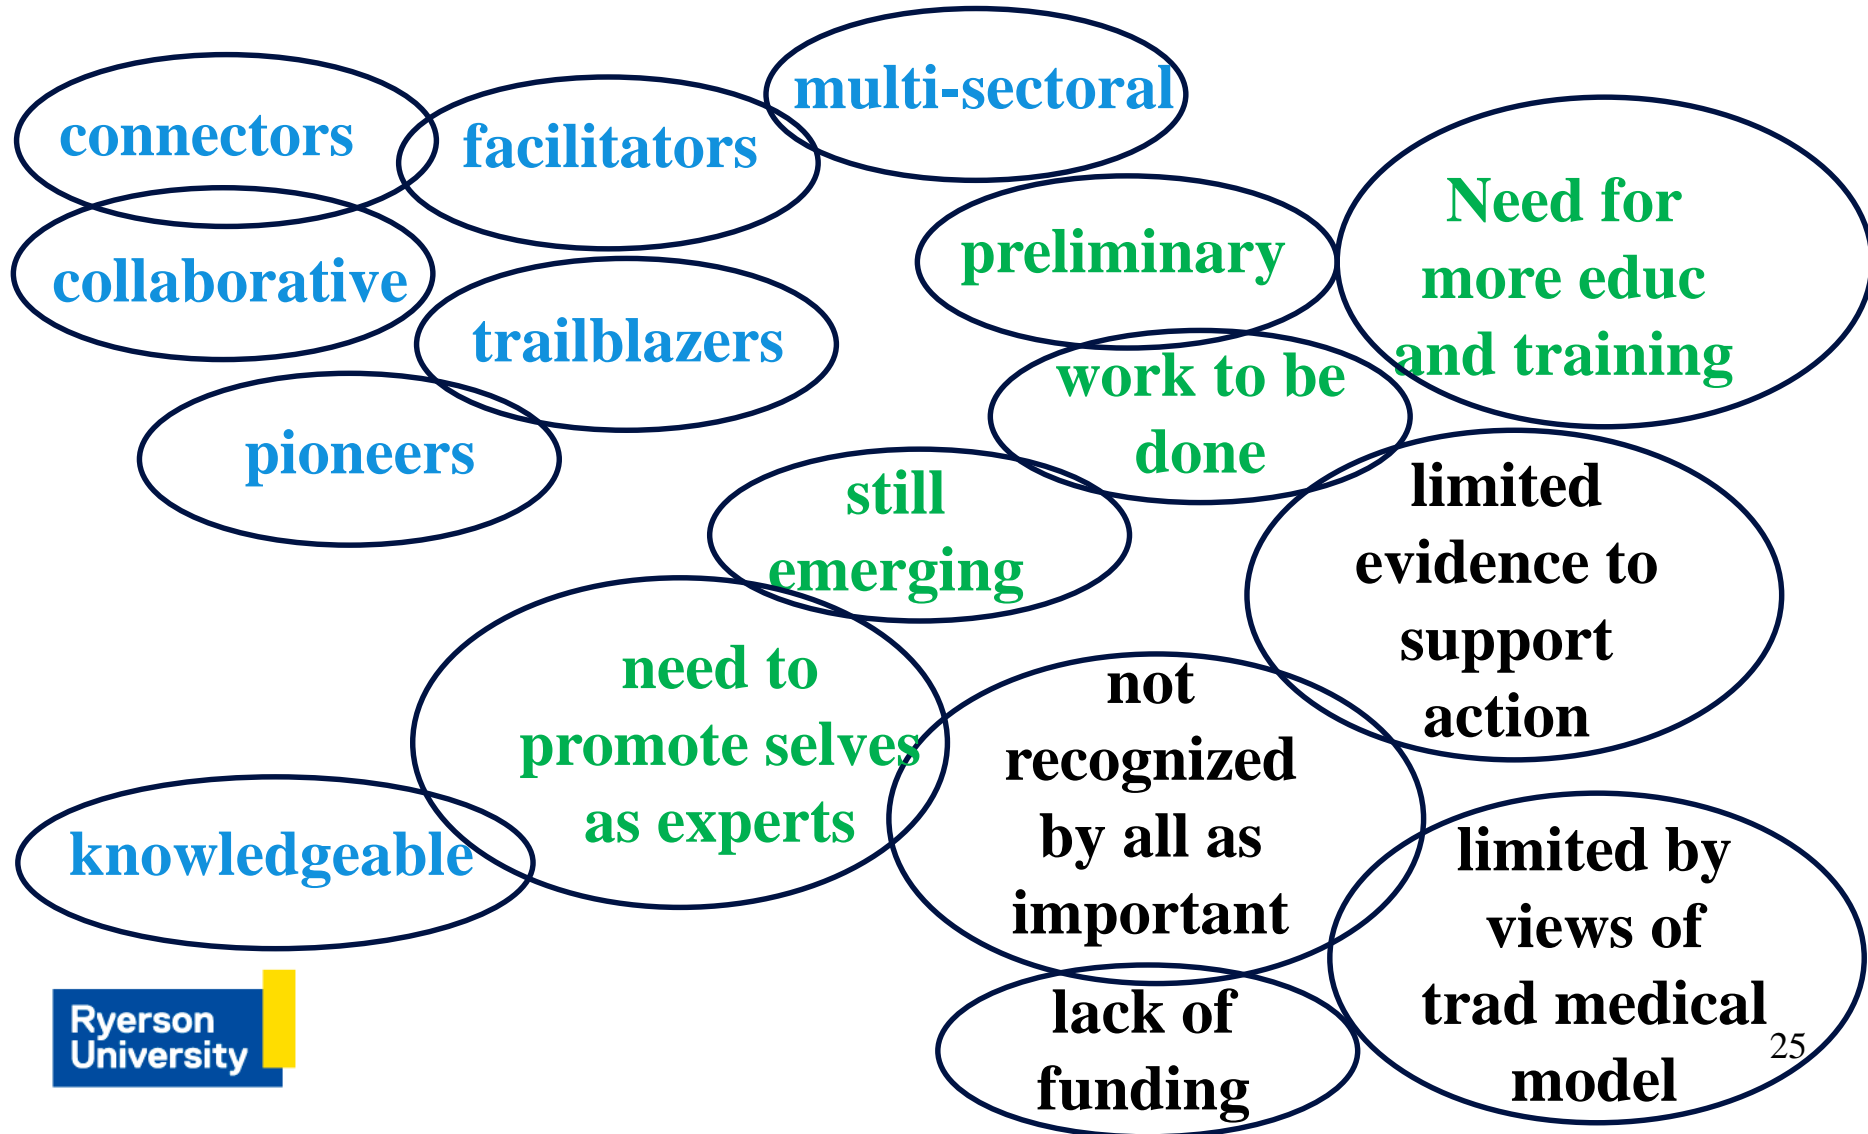 multi-sectoral
connectors
facilitators
collaborative
trailblazers
pioneers
preliminary
Need for
more educ
and training
work to be
done
still
emerging
limited
evidence to
support
action
need to
promote selves
as experts
not
recognized
by all as
important
knowledgeable
limited by
views of
trad medical
model
lack of
funding
Ryerson
University
25